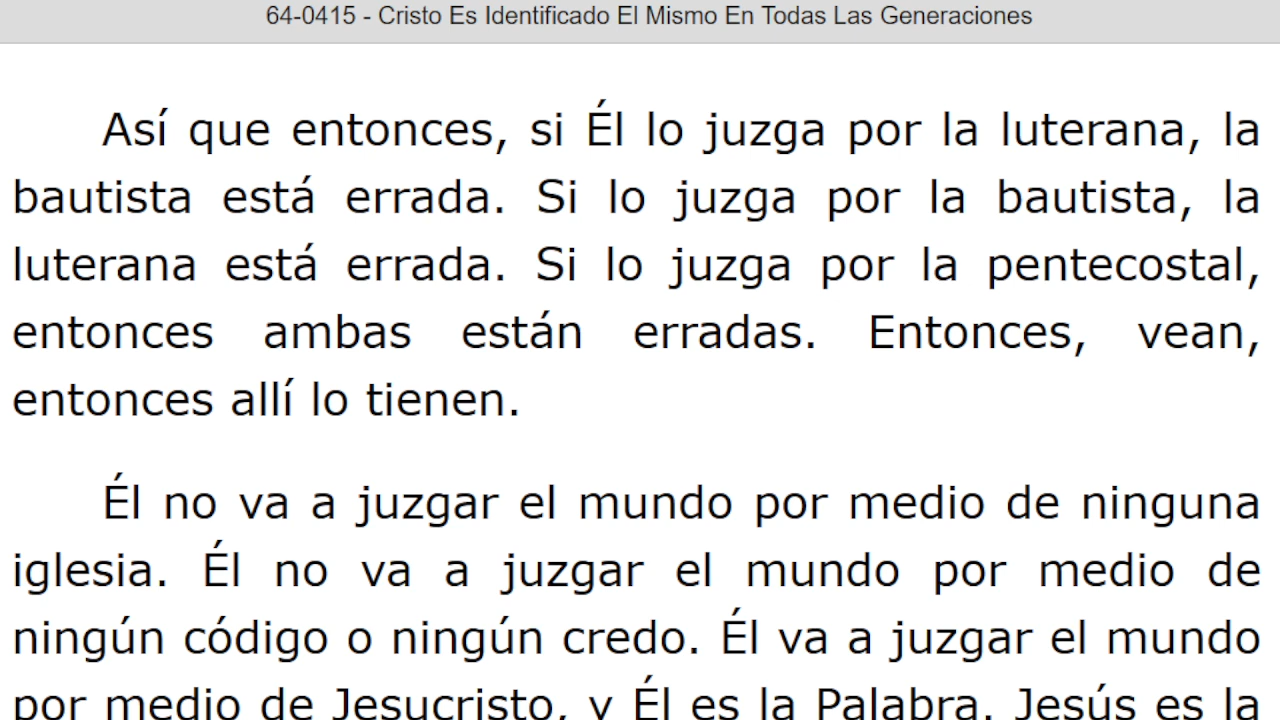 64-0415 - Cristo Es Identificado El Mismo En Todas Las Generaciones
Así que entonces, si Él lo juzga por la luterana, la
bautista está errada. Si lo juzga por la bautista, la
luterana está errada. Si lo juzga por la pentecostal,
entonces ambas están erradas. Entonces, vean,
entonces allí lo tienen.
Él no va a juzgar el mundo por medio de ninguna
iglesia. Él no va a juzgar el mundo por medio de
ningún código o ningún credo. Él va a juzgar el mundo
por medio de Jesucristo, y Él es la Palabra. Jesús es la